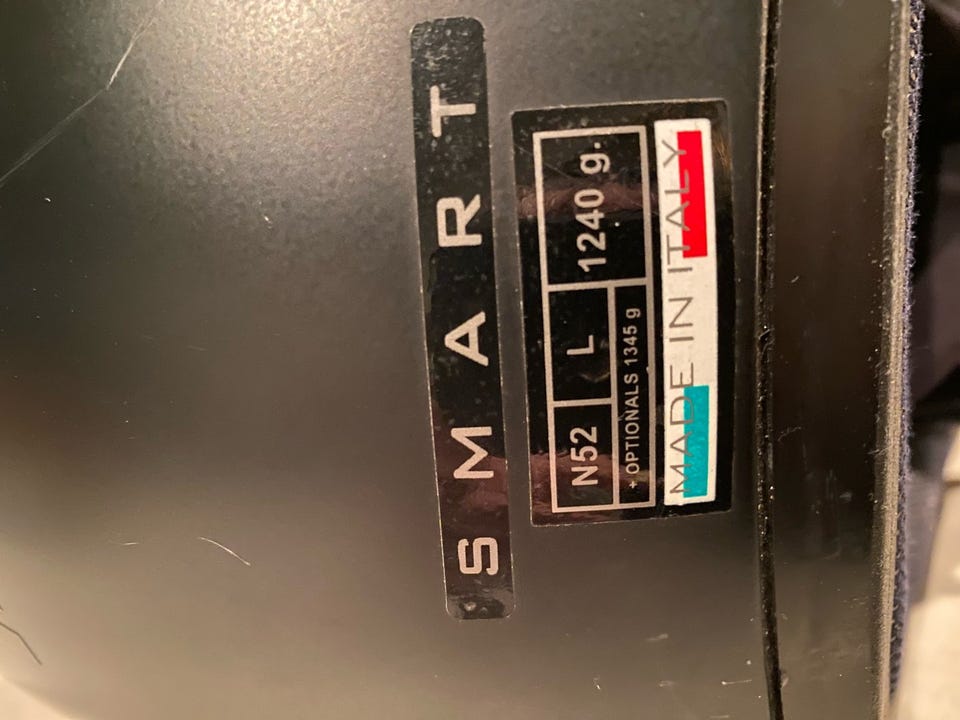 SMART
N52 L 1240 g.
+ OPTIONALS 1345 g
MADE IN ITALY